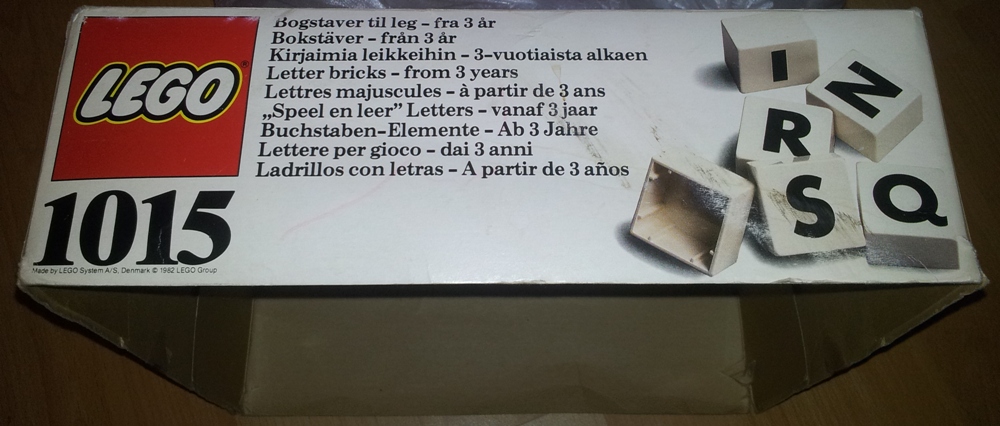 LEGO®
1015
Made by LEGO System A/S, Denmark © 1982 LEGO Group
Bogstaver til leg – fra 3 år
Bokstäver – från 3 år
Kirjaimia leikkeihin – 3-vuotiaista alkaen
Letter bricks – from 3 years
Lettres majuscules – à partir de 3 ans
„Speel en leer” Letters – vanaf 3 jaar
Buchstaben-Elemente – Ab 3 Jahre
Lettere per gioco – dai 3 anni
Ladrillos con letras – A partir de 3 años
I
N
R
S
Q